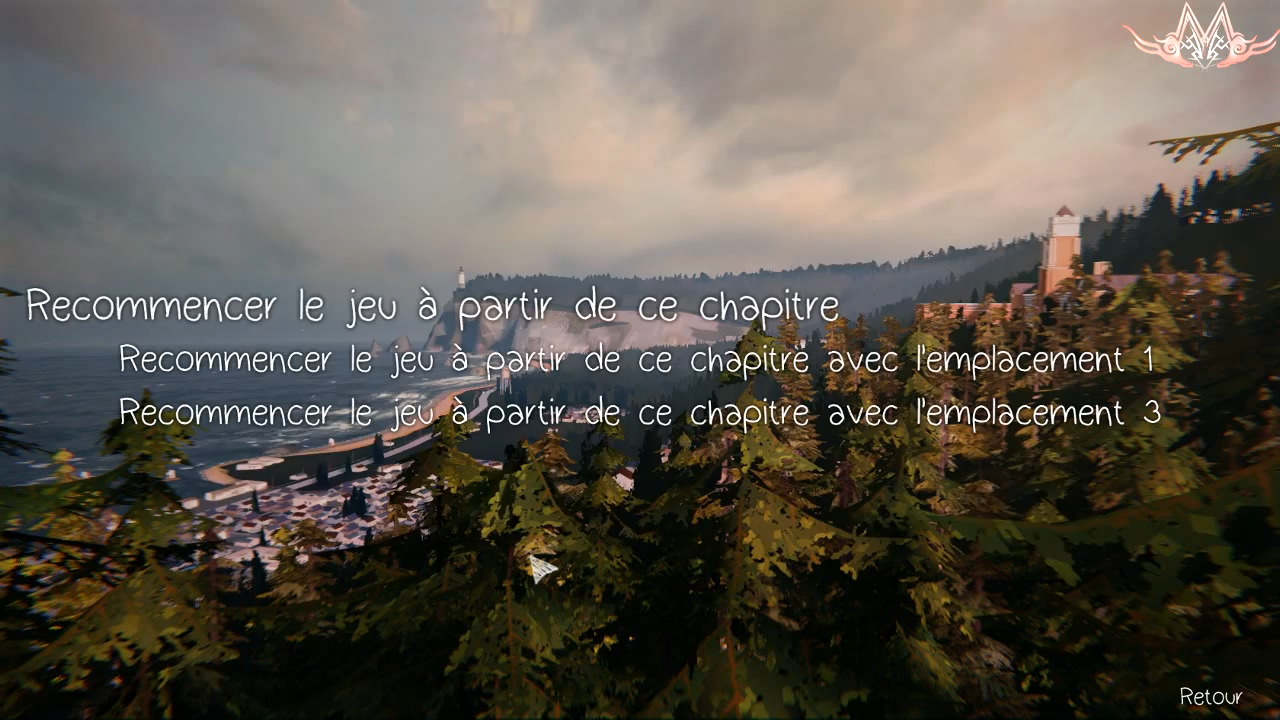 Recommencer le jeu à partir de ce chapitre
Recommencer le jeu à partir de ce chapitre avec l'emplacement 1
Recommencer le jeu à partir de ce chapitre avec l'emplacement 3
Retour